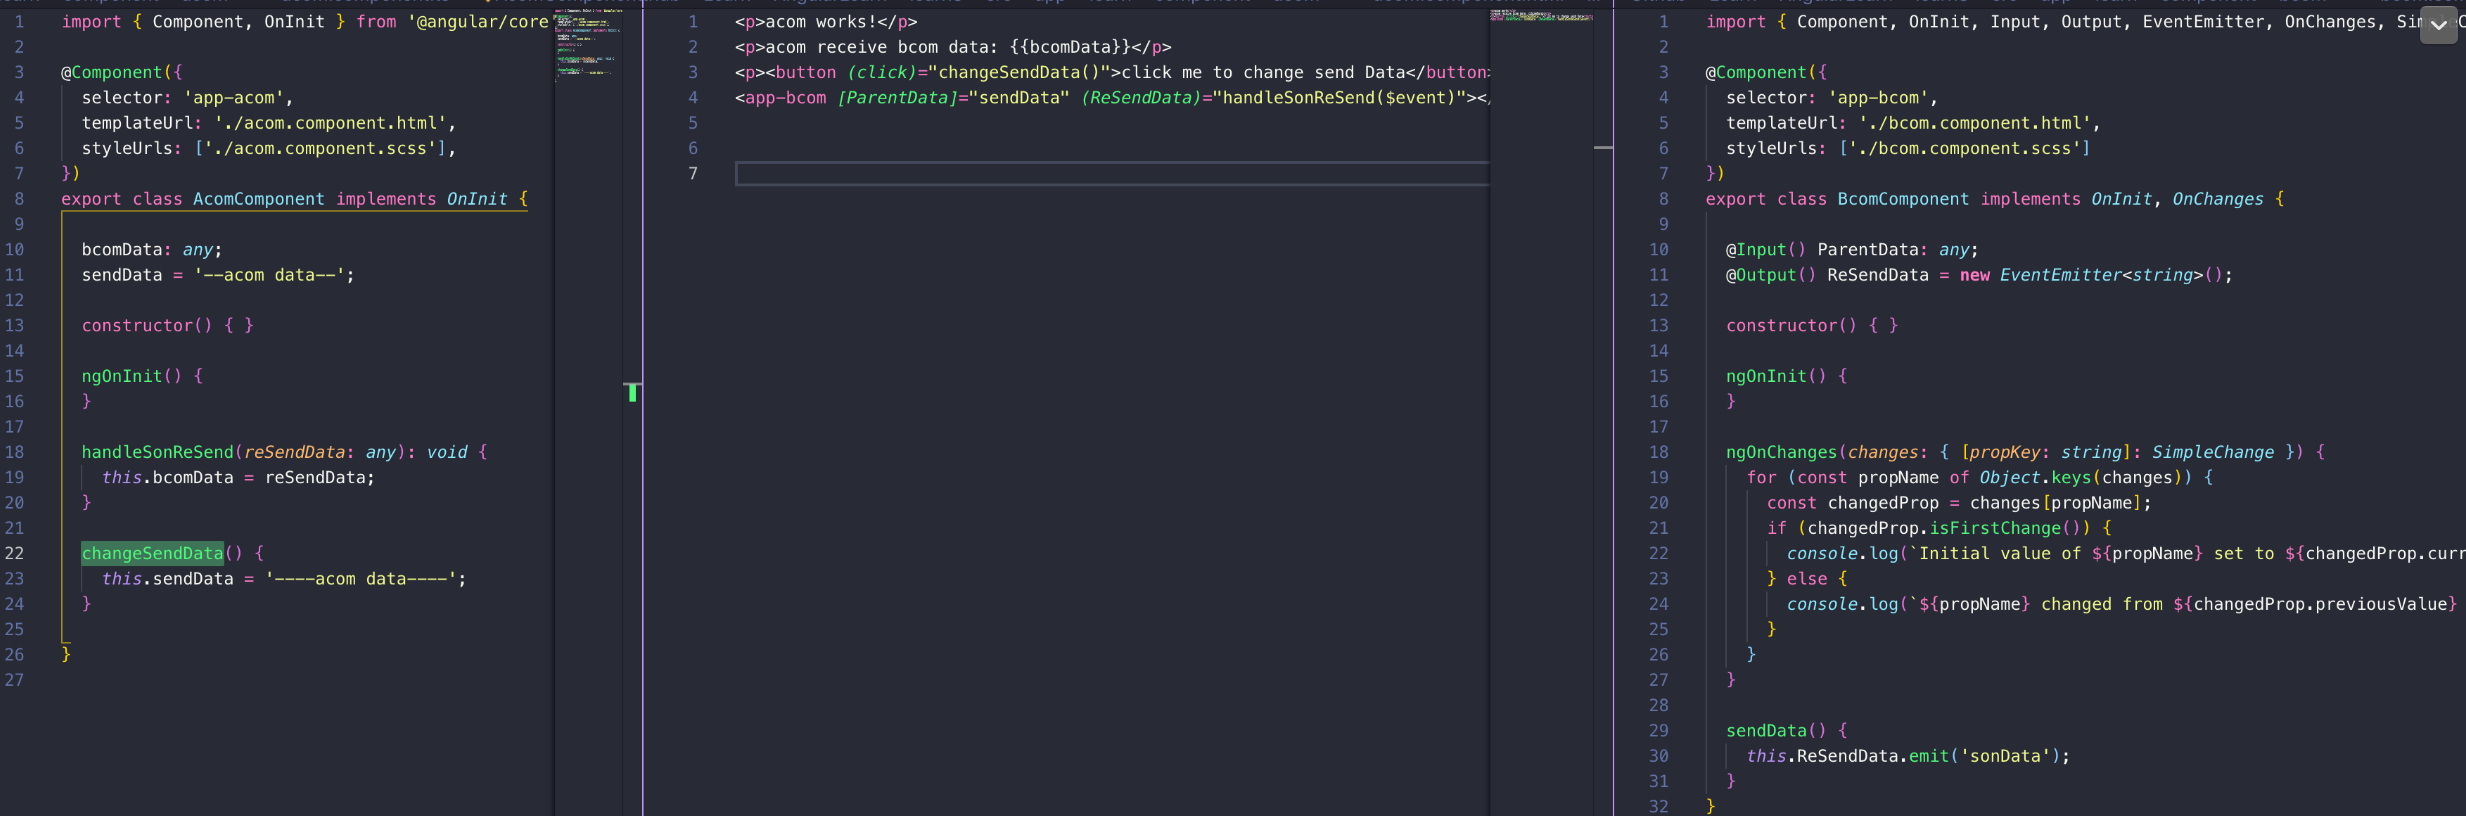 1 import { Component, OnInit } from '@angular/core
2
3 @Component({
4 selector: 'app-acom',
5 templateUrl: './acom.component.html',
6 styleUrls: ['./acom.component.scss'],
7 })
8 export class AcomComponent implements OnInit {
9
10 bcomData: any;
11 sendData = '--acom data--';
12
13 constructor() { }
14
15 ngOnInit() {
16 }
17
18 handleSonReSend(reSendData: any): void {
19 this.bcomData = reSendData;
20 }
21
22 changeSendData() {
23 this.sendData = '----acom data----';
24 }
25
26 }
27
1 <p>acom works!</p>
2 <p>acom receive bcom data: {{bcomData}}</p>
3 <p><button (click)="changeSendData()">click me to change send Data</button>
4 <app-bcom [ParentData]="sendData" (ReSendData)="handleSonReSend($event)"></
5
6
7
1 import { Component, OnInit, Input, Output, EventEmitter, OnChanges,
2
3 @Component({
4 selector: 'app-bcom',
5 templateUrl: './bcom.component.html',
6 styleUrls: ['./bcom.component.scss']
7 })
8 export class BcomComponent implements OnInit, OnChanges {
9
10 @Input() ParentData: any;
11 @Output() ReSendData = new EventEmitter<string>();
12
13 constructor() { }
14
15 ngOnInit() {
16 }
17
18 ngOnChanges(changes: { [propKey: string]: SimpleChange }) {
19 for (const propName of Object.keys(changes)) {
20 const changedProp = changes[propName];
21 if (changedProp.isFirstChange()) {
22 console.log(`Initial value of ${propName} set to ${changedProp.curr
23 } else {
24 console.log(`${propName} changed from ${changedProp.previousValue}
25 }
26 }
27 }
28
29 sendData() {
30 this.ReSendData.emit('sonData');
31 }
32 }